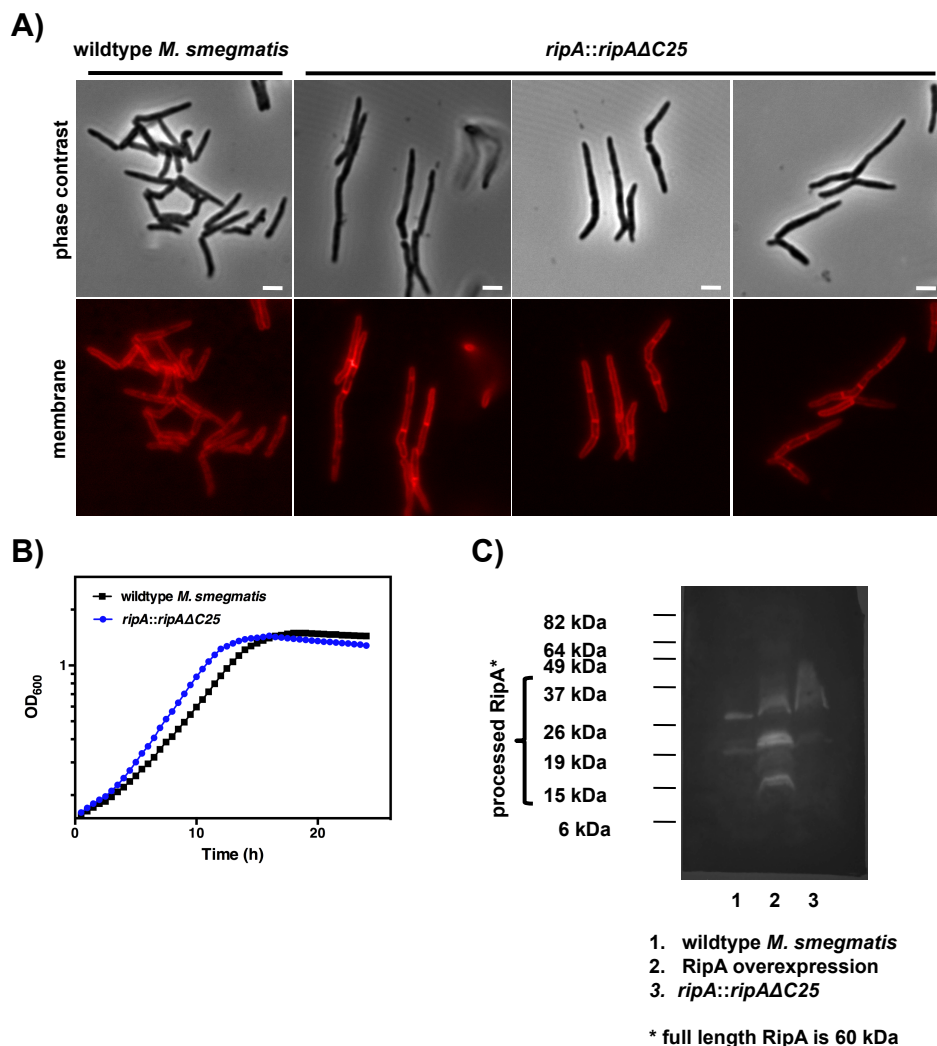 A)
wildtype M. smegmatis
ripA::ripAΔC25
phase contrast
membrane
B)
wildtype M. smegmatis
ripA::ripAΔC25
OD600
1
0
10
20
Time (h)
C)
processed RipA*
82 kDa
64 kDa
49 kDa
37 kDa
26 kDa
19 kDa
15 kDa
6 kDa
1 2 3
1. wildtype M. smegmatis
2. RipA overexpression
3. ripA::ripAΔC25
* full length RipA is 60 kDa